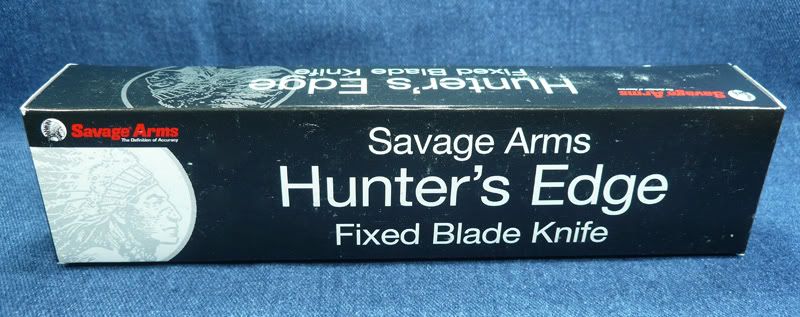 Hunter's Edge
Fixed Blade Knife
Savage Arms
Savage Arms
The Definition of Accuracy
Savage Arms
Hunter's Edge
Fixed Blade Knife